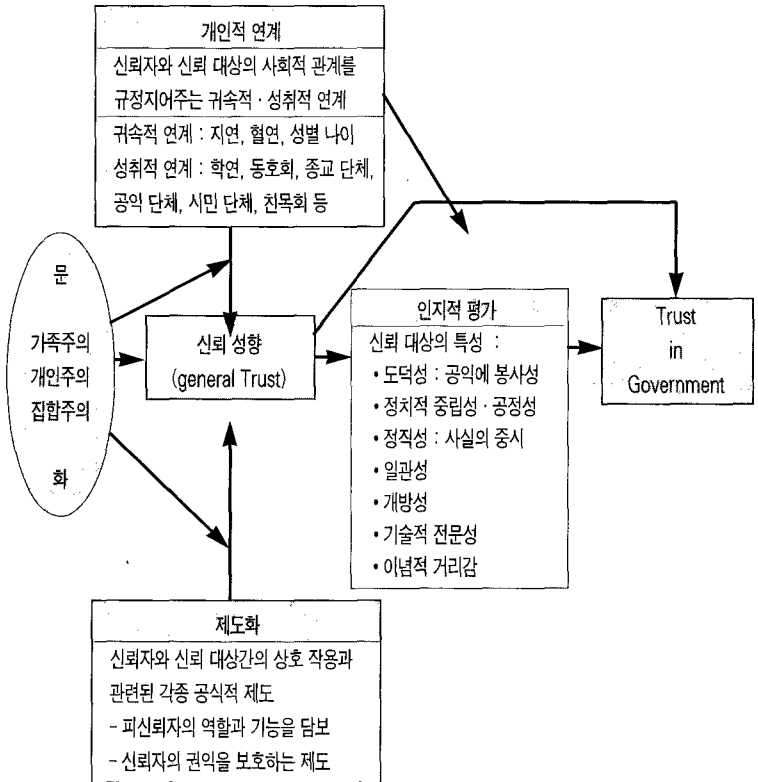 개인적 연계
신뢰자와 신뢰 대상의 사회적 관계를
규정지어주는 귀속적 · 성취적 연계
귀속적 연계 : 지연, 혈연, 성별 나이
성취적 연계 : 학연, 동호회, 종교 단체,
공익 단체, 시민 단체, 친목회 등
문
가족주의
개인주의
집합주의
화
신뢰 성향
(general Trust)
인지적 평가
신뢰 대상의 특성 :
• 도덕성 : 공익에 봉사성
• 정치적 중립성 · 공정성
• 정직성 : 사실의 중시
• 일관성
• 개방성
• 기술적 전문성
• 이념적 거리감
Trust
in
Government
제도화
신뢰자와 신뢰 대상간의 상호 작용과
관련된 각종 공식적 제도
- 피신뢰자의 역할과 기능을 담보
- 신뢰자의 권익을 보호하는 제도